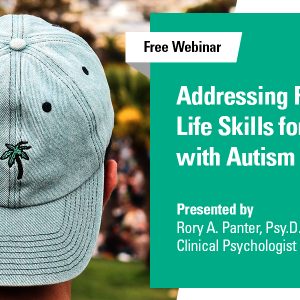 Free Webinar
Addressing
Life Skills for
with Autism
Presented by
Rory A. Panter, Psy.D.
Clinical Psychologist